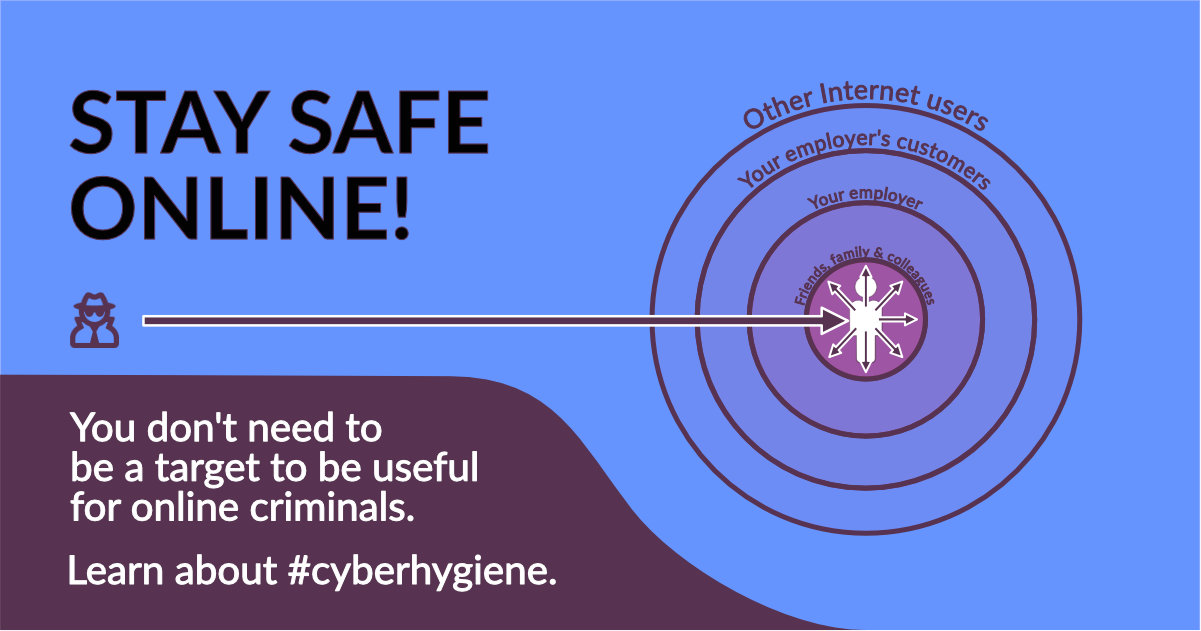 STAY SAFE
ONLINE!
Other Internet users
Your employer's customers
Your employer
Friends, family & colleagues
You don't need to
be a target to be useful
for online criminals.
Learn about #cyberhygiene.